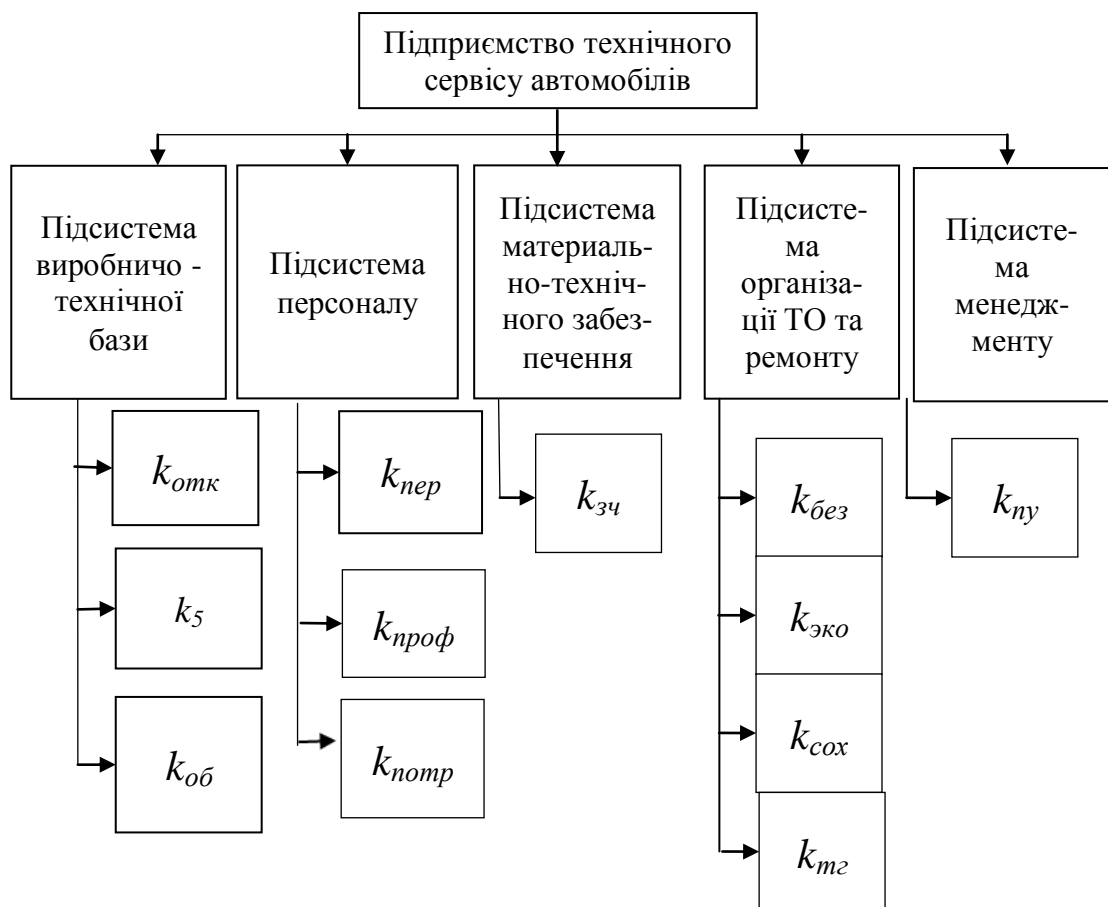 Підприємство технічного
сервісу автомобілів
Підсистема
виробничо -
технічної
бази
Підсистема
персоналу
Підсистема
материаль-
но-техніч-
ного забез-
печення
Підсисте-
ма
організа-
ції ТО та
ремонту
Підсисте-
ма
менедж-
менту
kотк
k5
kоб
kпер
kпроф
kпотр
kзч
kбез
kэко
kсох
kтг
kпу